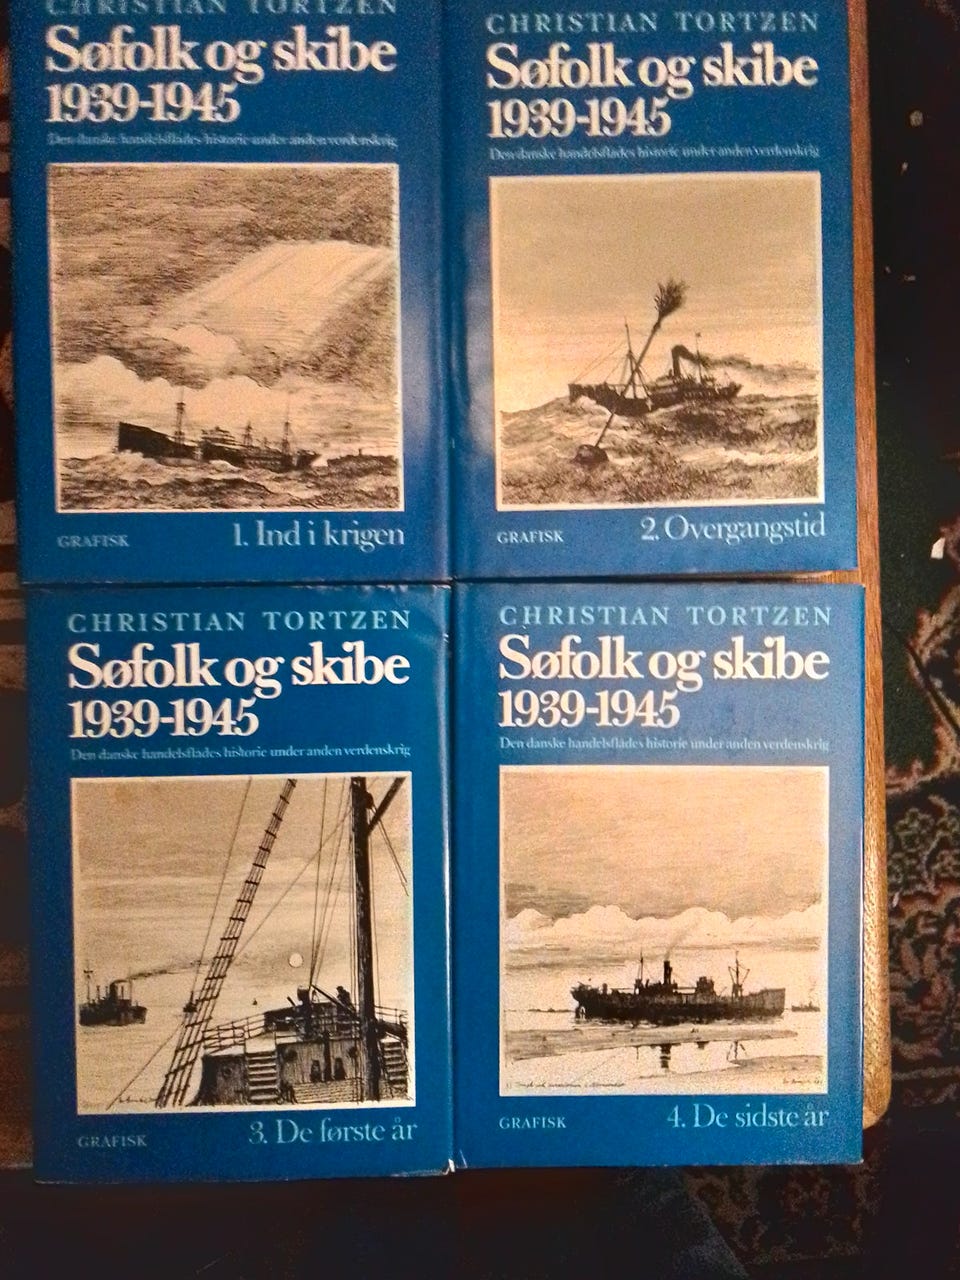 CHRISTIAN TORTZEN
Søfolk og skibe
1939-1945
Den danske handelsflådes historie under anden verdenskrig
GRAFISK
1. Ind i krigen
CHRISTIAN TORTZEN
Søfolk og skibe
1939-1945
Den danske handelsflådes historie under anden verdenskrig
GRAFISK
2. Overgangstid
CHRISTIAN TORTZEN
Søfolk og skibe
1939-1945
Den danske handelsflådes historie under anden verdenskrig
GRAFISK
3. De første år
CHRISTIAN TORTZEN
Søfolk og skibe
1939-1945
Den danske handelsflådes historie under anden verdenskrig
GRAFISK
4. De sidste år